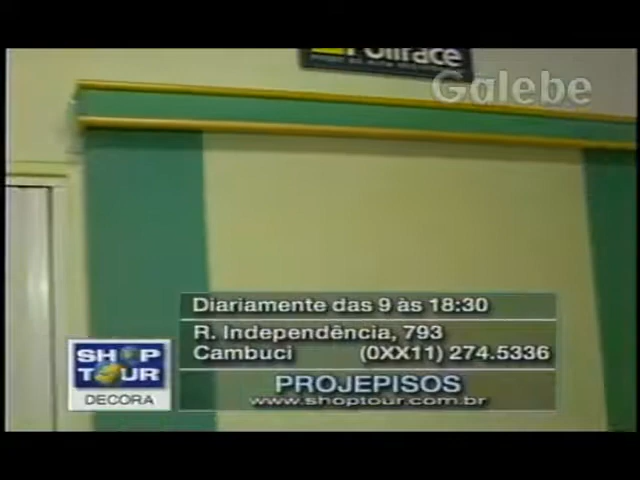 Poliface
Galebe
Diariamente das 9 às 18:30
R. Independência, 793
Cambuci (0XX11) 274.5336
SHOP TOUR
DECORA
PROJEPISOS
www.shoptour.com.br